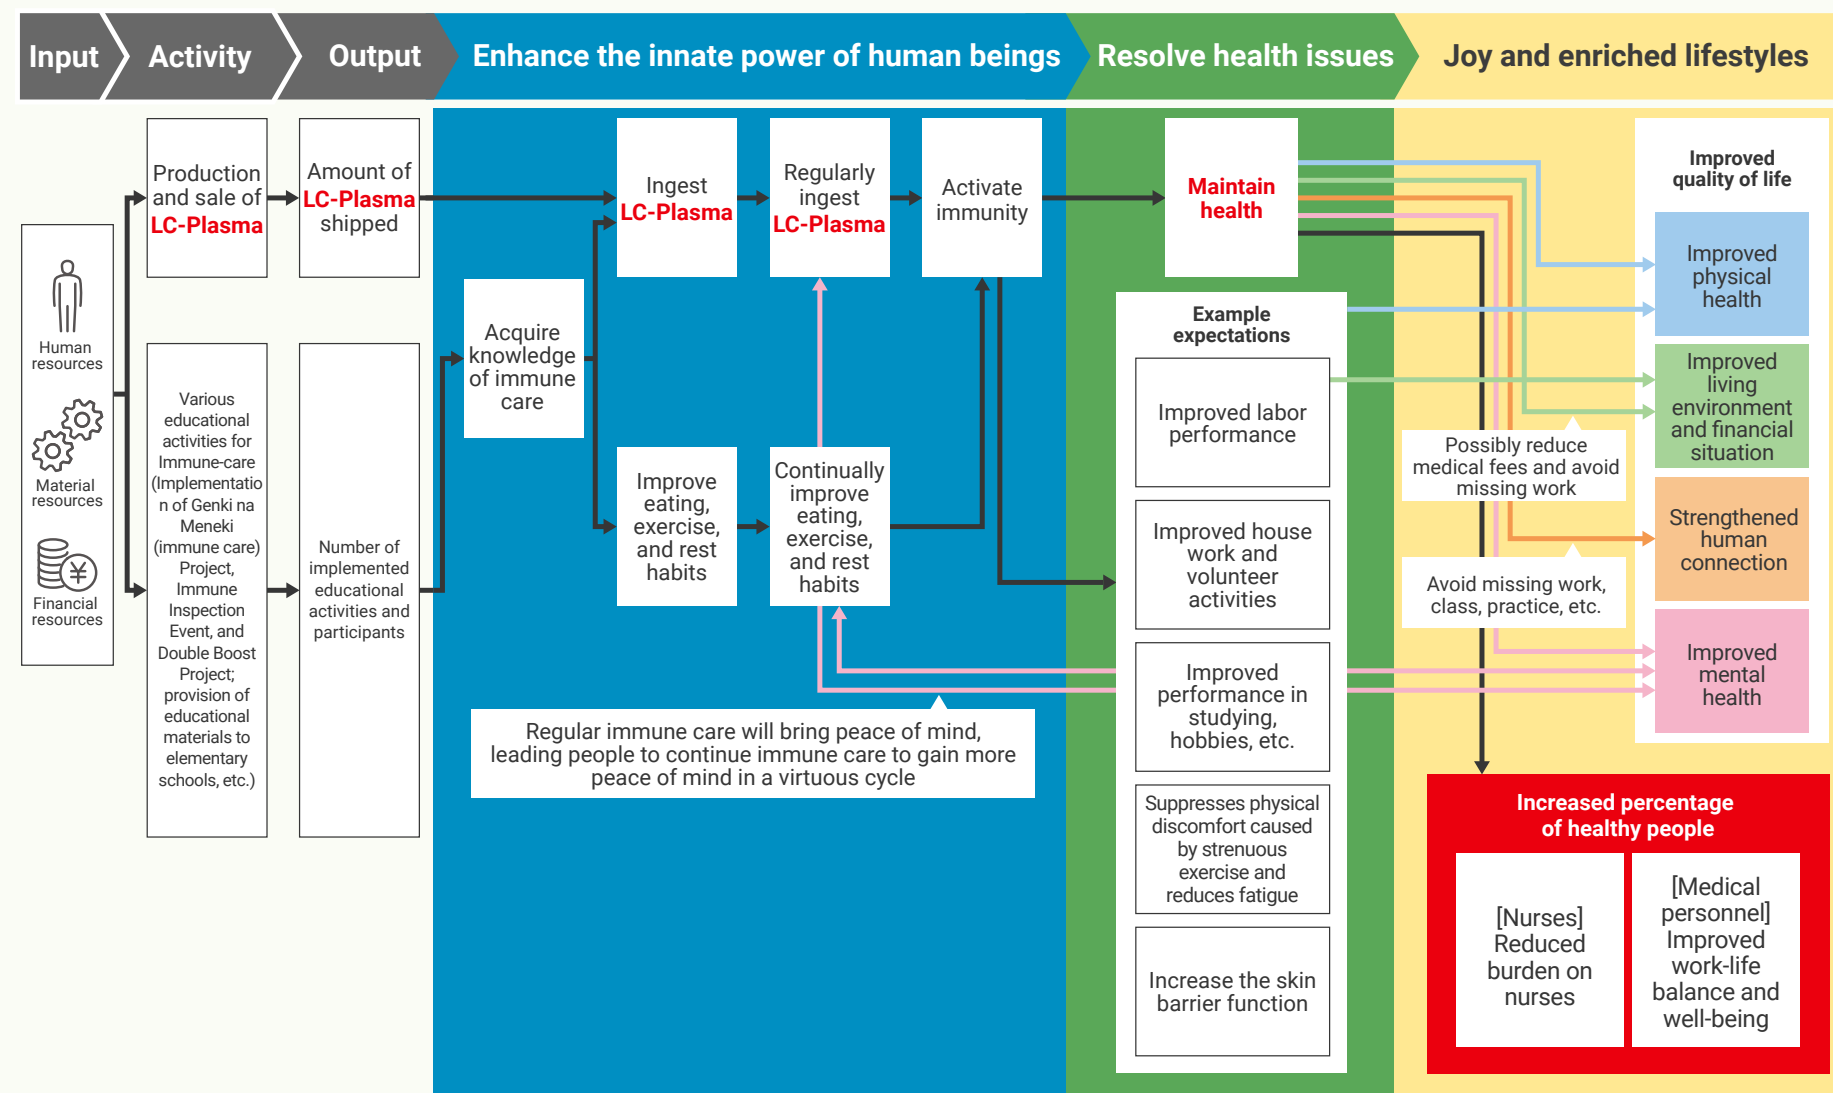 Input
Activity
Output
Enhance the innate power of human beings
Resolve health issues
Joy and enriched lifestyles
Human
resources
Material
resources
Financial
resources
Production
and sale of
LC-Plasma
Various
educational
activities for
Immune-care
(Implementatio
n of Genki na
Meneki
(immune care)
Project,
Immune
Inspection
Event, and
Double Boost
Project;
provision of
educational
materials to
elementary
schools, etc.)
Amount of
LC-Plasma
shipped
Number of
implemented
educational
activities and
participants
Acquire
knowledge
of immune
care
Ingest
LC-Plasma
Regularly
ingest
LC-Plasma
Activate
immunity
Improve
eating,
exercise,
and rest
habits
Continually
improve
eating,
exercise,
and rest
habits
Regular immune care will bring peace of mind,
leading people to continue immune care to gain more
peace of mind in a virtuous cycle
Maintain
health
Example
expectations
Improved labor
performance
Improved house
work and
volunteer
activities
Improved
performance in
studying,
hobbies, etc.
Suppresses physical
discomfort caused
by strenuous
exercise and
reduces fatigue
Increase the skin
barrier function
Improved
quality of life
Improved
physical
health
Improved
living
environment
and financial
situation
Possibly reduce
medical fees and avoid
missing work
Strengthened
human
connection
Avoid missing work,
class, practice, etc.
Improved
mental
health
Increased percentage
of healthy people
[Nurses]
Reduced
burden on
nurses
[Medical
personnel]
Improved
work-life
balance and
well-being